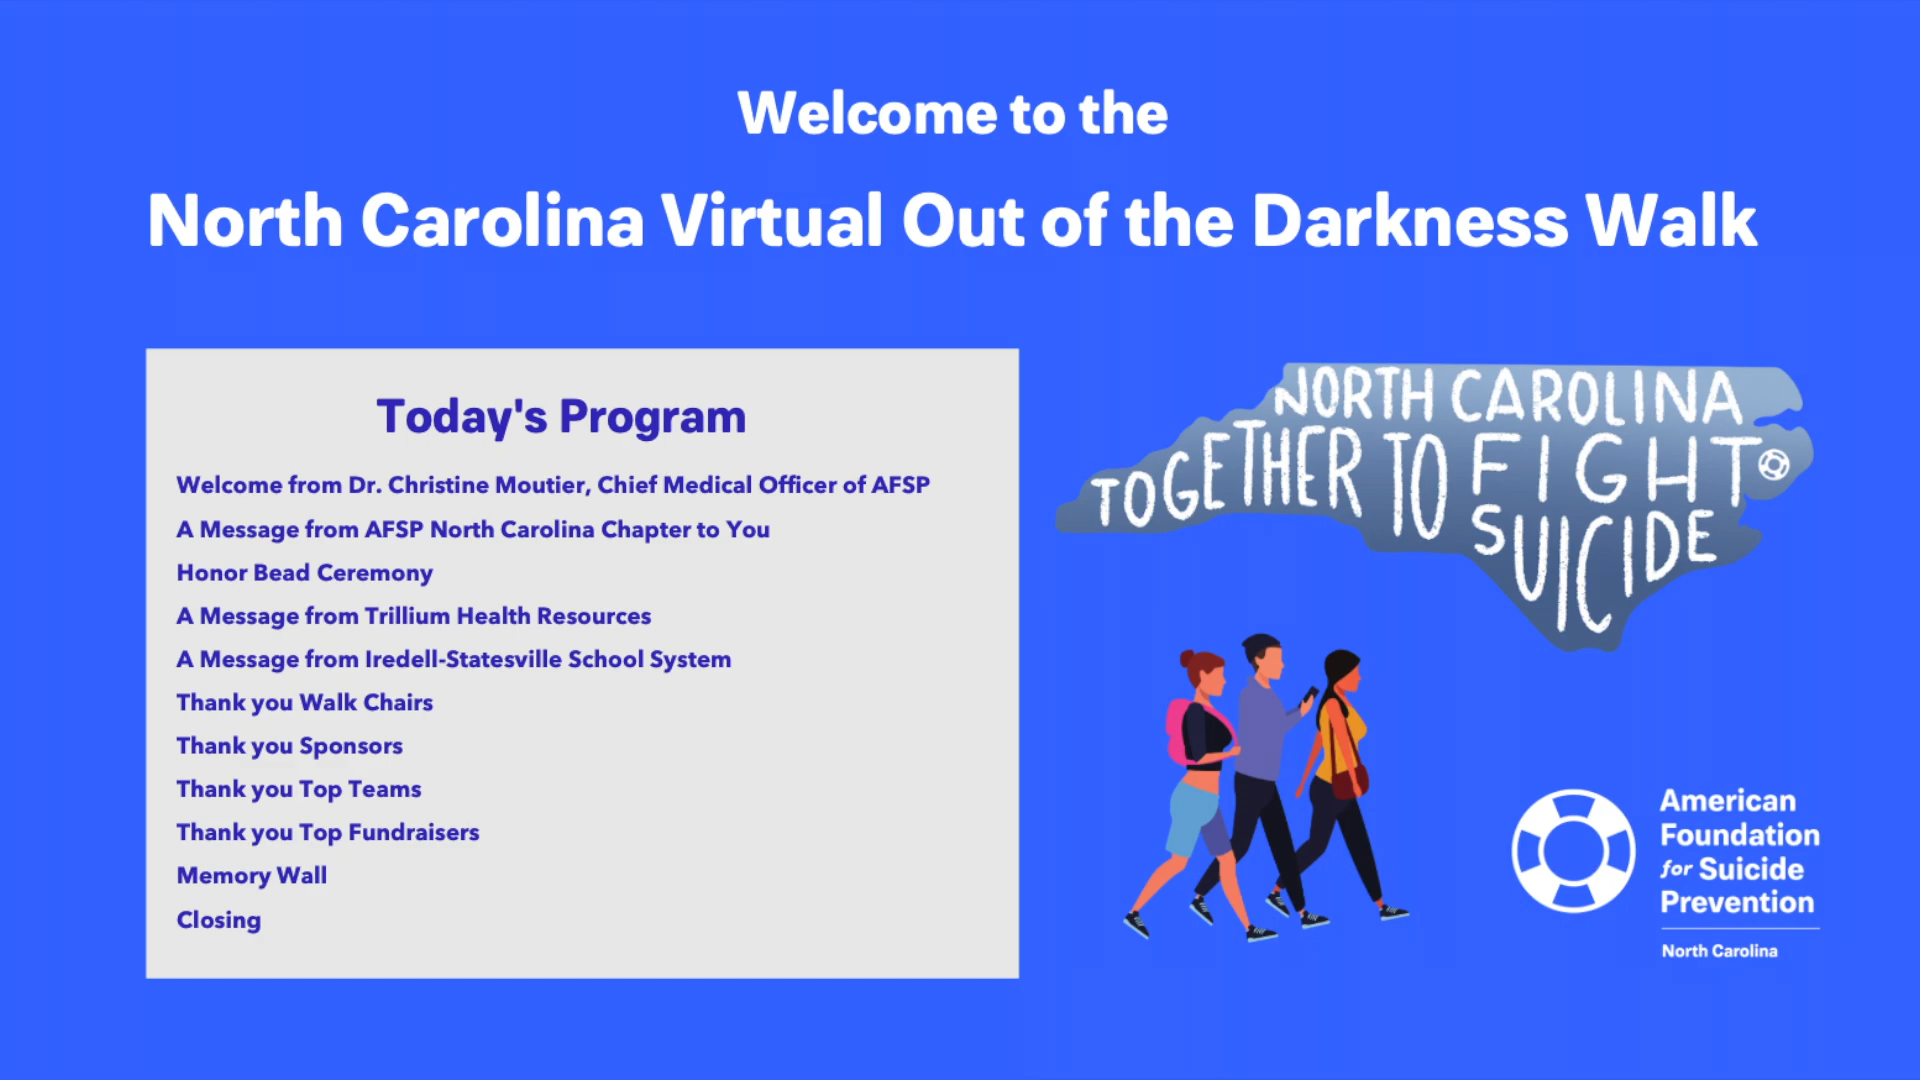 Welcome to the
North Carolina Virtual Out of the Darkness Walk
Today's Program
Welcome from Dr. Christine Moutier, Chief Medical Officer of AFSP
A Message from AFSP North Carolina Chapter to You
Honor Bead Ceremony
A Message from Trillium Health Resources
A Message from Iredell-Statesville School System
Thank you Walk Chairs
Thank you Sponsors
Thank you Top Teams
Thank you Top Fundraisers
Memory Wall
Closing
NORTH CAROLINA
TOGETHER TO FIGHT
SUICIDE
American
Foundation
for Suicide
Prevention
North Carolina